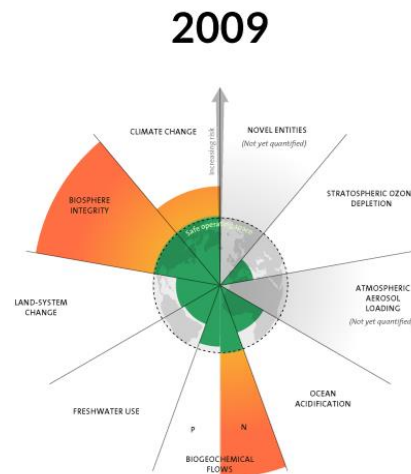 2009
CLIMATE CHANGE
Increasing risk
NOVEL ENTITIES
(Not yet quantified)
STRATOSPHERIC OZON
DEPLETION
BIOSPHERE
INTEGRITY
Safe operating space
ATMOSPHERIC
AEROSOL
LOADING
(Not yet quantified)
LAND-SYSTEM
CHANGE
OCEAN
ACIDIFICATION
FRESHWATER USE
P
N
BIOGEOCHEMICAL
FLOWS